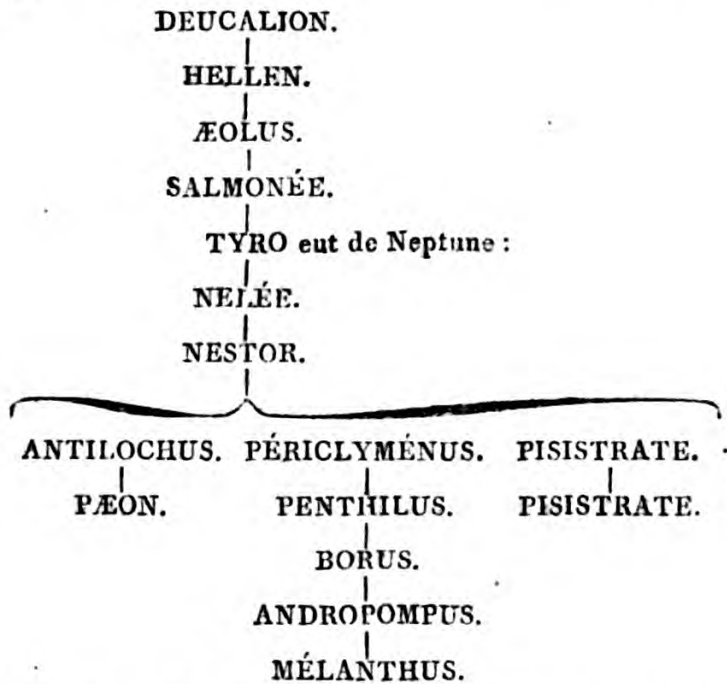 DEUCALION.
HELLEN.
ÆOLUS.
SALMONÉE.
TYRO eut de Neptune :
NELÉE.
NESTOR.
ANTILOCHUS. PÉRICLYMÉNUS. PISISTRATE.
PÆON. PENTHILUS. PISISTRATE.
BORUS.
ANDROPOMPUS.
MÉLANTHUS.